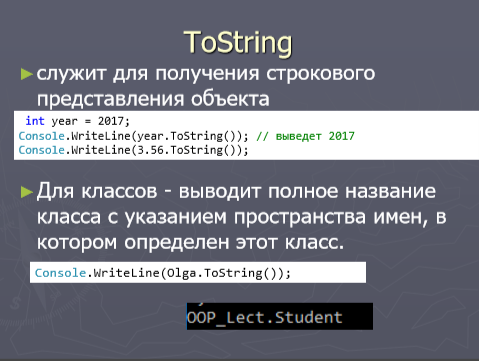 ToString
служит для получения строкового
представления объекта
int year = 2017;
Console.WriteLine(year.ToString()); // выведет 2017
Console.WriteLine(3.56.ToString());
Для классов - выводит полное название
класса с указанием пространства имен, в
котором определен этот класс.
Console.WriteLine(Olga.ToString());
OOP_Lect.Student